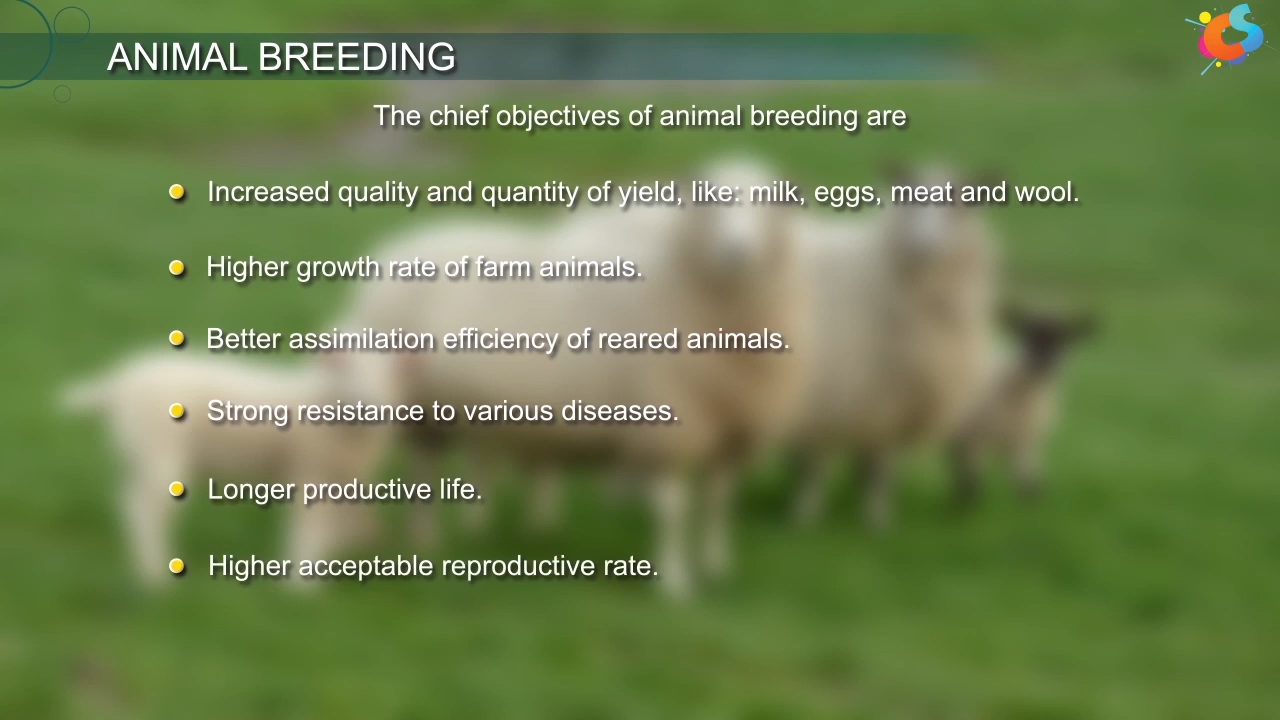 ANIMAL BREEDING
The chief objectives of animal breeding are
Increased quality and quantity of yield, like: milk, eggs, meat and wool.
Higher growth rate of farm animals.
Better assimilation efficiency of reared animals.
Strong resistance to various diseases.
Longer productive life.
Higher acceptable reproductive rate.